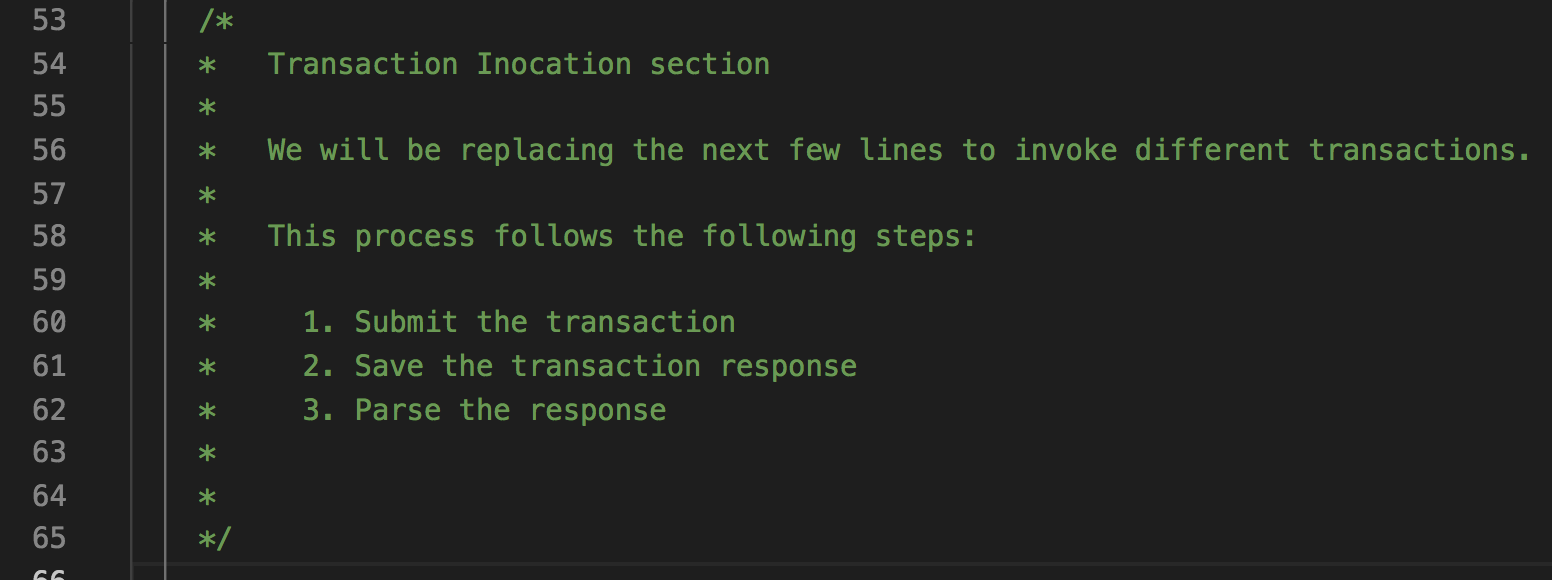 53 /*
54 * Transaction Inocation section
55 *
56 * We will be replacing the next few lines to invoke different transactions.
57 *
58 * This process follows the following steps:
59 *
60 * 1. Submit the transaction
61 * 2. Save the transaction response
62 * 3. Parse the response
63 *
64 *
65 */
66